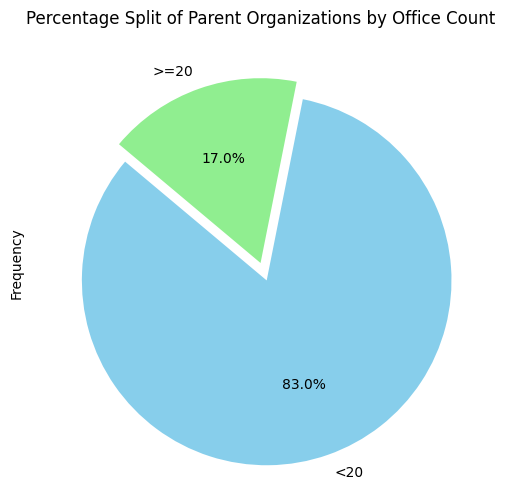 Percentage Split of Parent Organizations by Office Count
>=20
17.0%
Frequency
83.0%
<20